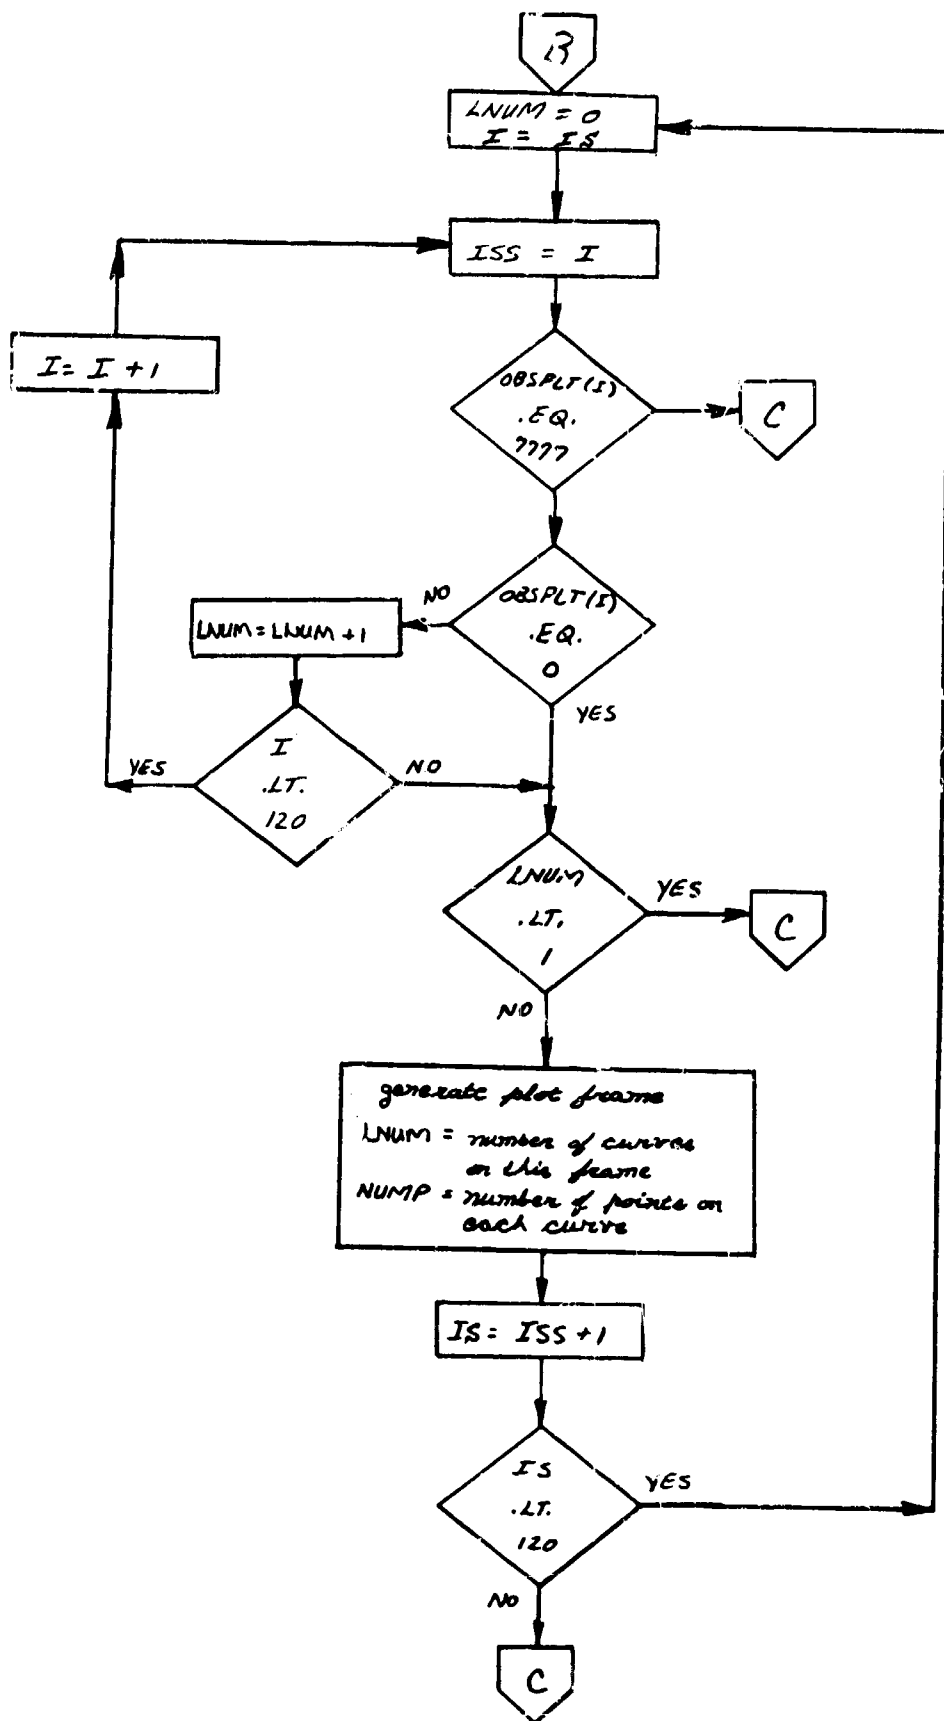 B
LNUM = 0
I = IS
ISS = I
I = I + 1
OBSPLT(I)
.EQ.
7777
C
OBSPLT(I)
.EQ.
0
NO
YES
LNUM = LNUM + 1
I
.LT.
120
YES
NO
LNUM
.LT.
1
YES
C
NO
generate plot frame
LNUM = number of curves
on this frame
NUMP = number of points on
each curve
IS = ISS + 1
IS
.LT.
120
YES
NO
C